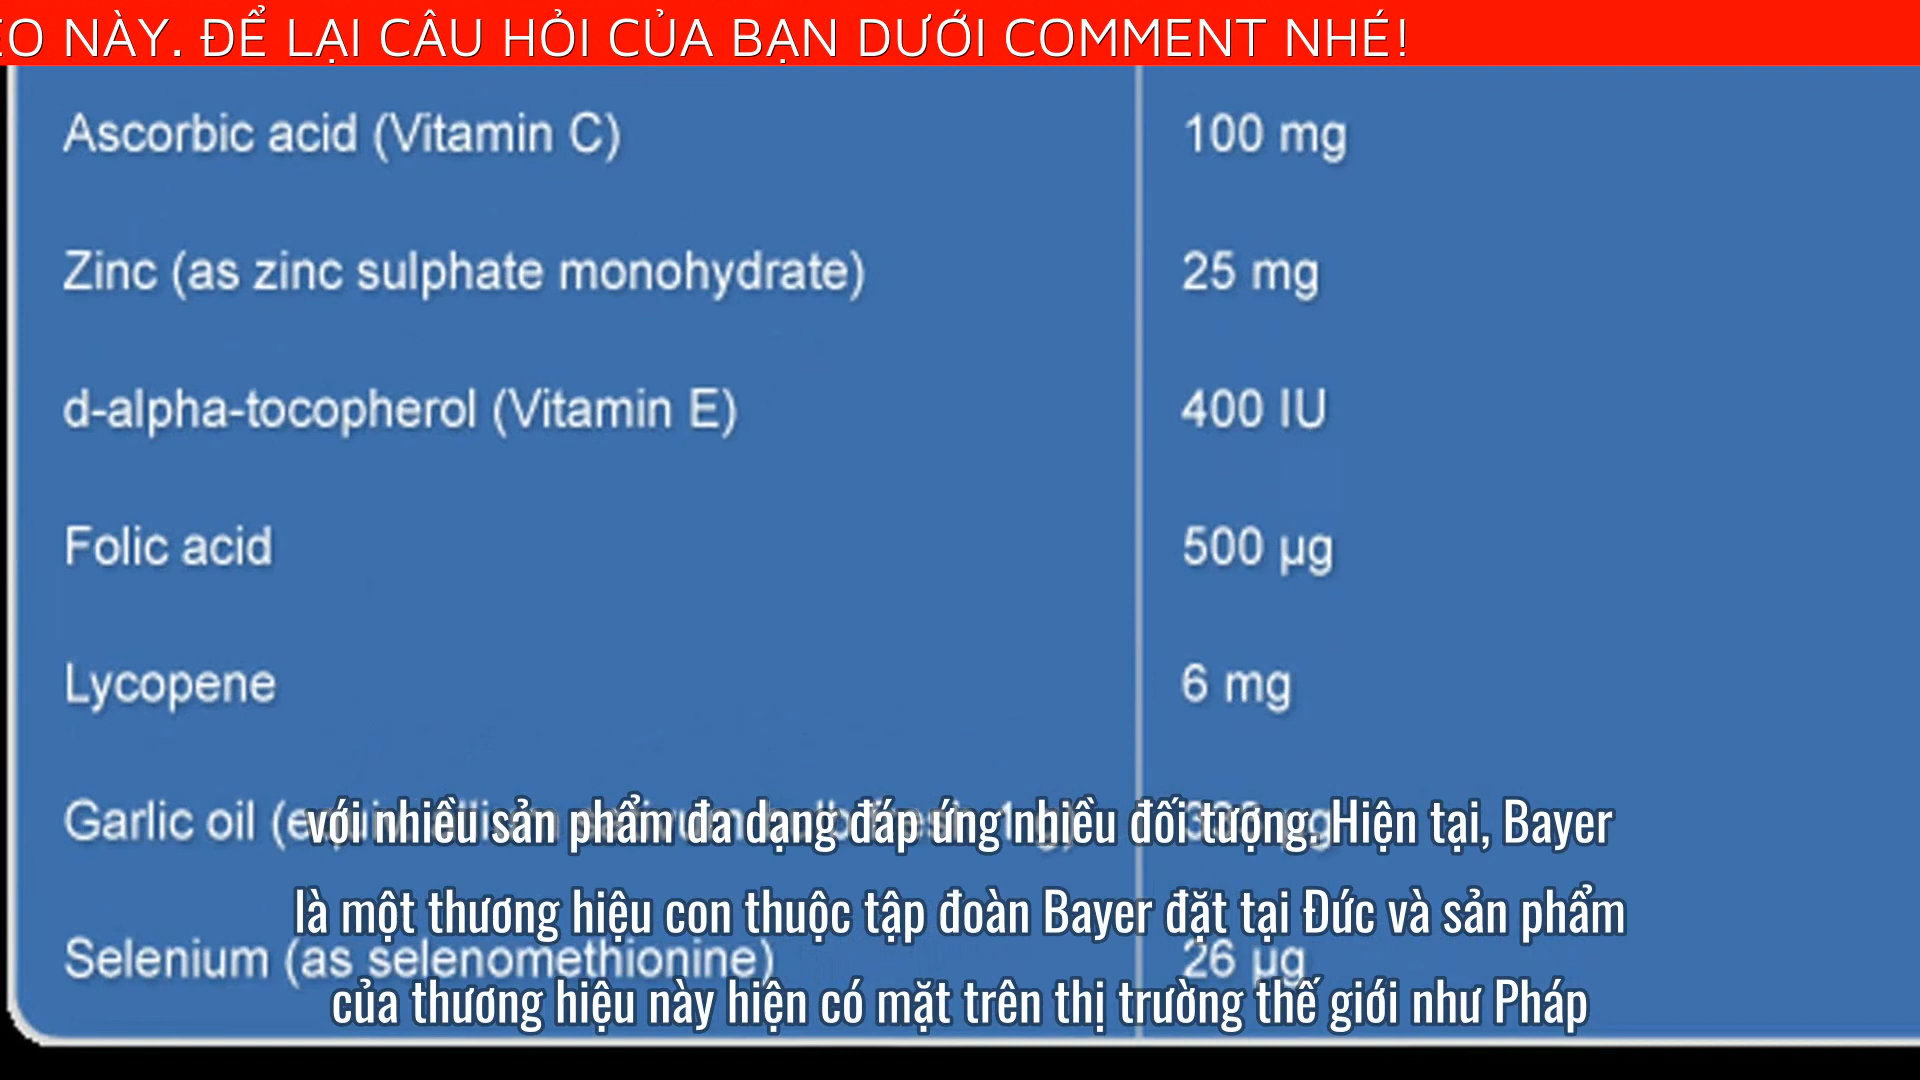 EO NÀY. ĐỂ LẠI CÂU HỎI CỦA BẠN DƯỚI COMMENT NHÉ!
Ascorbic acid (Vitamin C) 100 mg
Zinc (as zinc sulphate monohydrate) 25 mg
d-alpha-tocopherol (Vitamin E) 400 IU
Folic acid 500 µg
Lycopene 6 mg
Garlic oil
với nhiều sản phẩm đa dạng đáp ứng nhiều đối tượng. Hiện tại, Bayer
là một thương hiệu con thuộc tập đoàn Bayer đặt tại Đức và sản phẩm
Selenium (as selenomethionine) 26 µg
của thương hiệu này hiện có mặt trên thị trường thế giới như Pháp